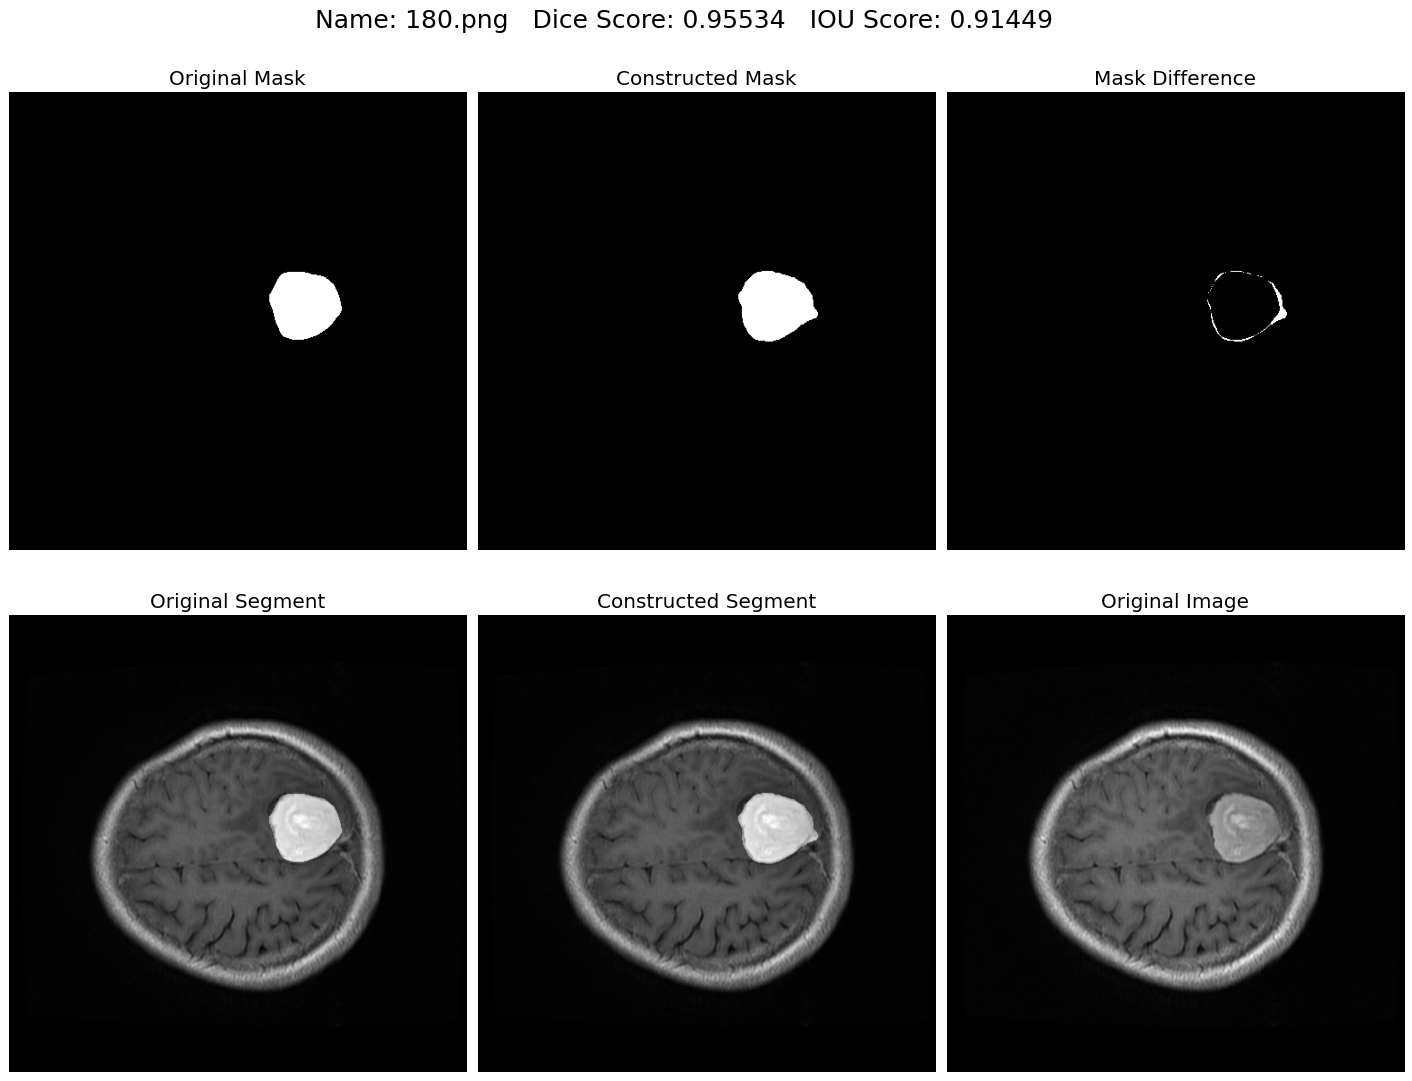 Name: 180.png   Dice Score: 0.95534   IOU Score: 0.91449
Original Mask
Constructed Mask
Mask Difference
Original Segment
Constructed Segment
Original Image